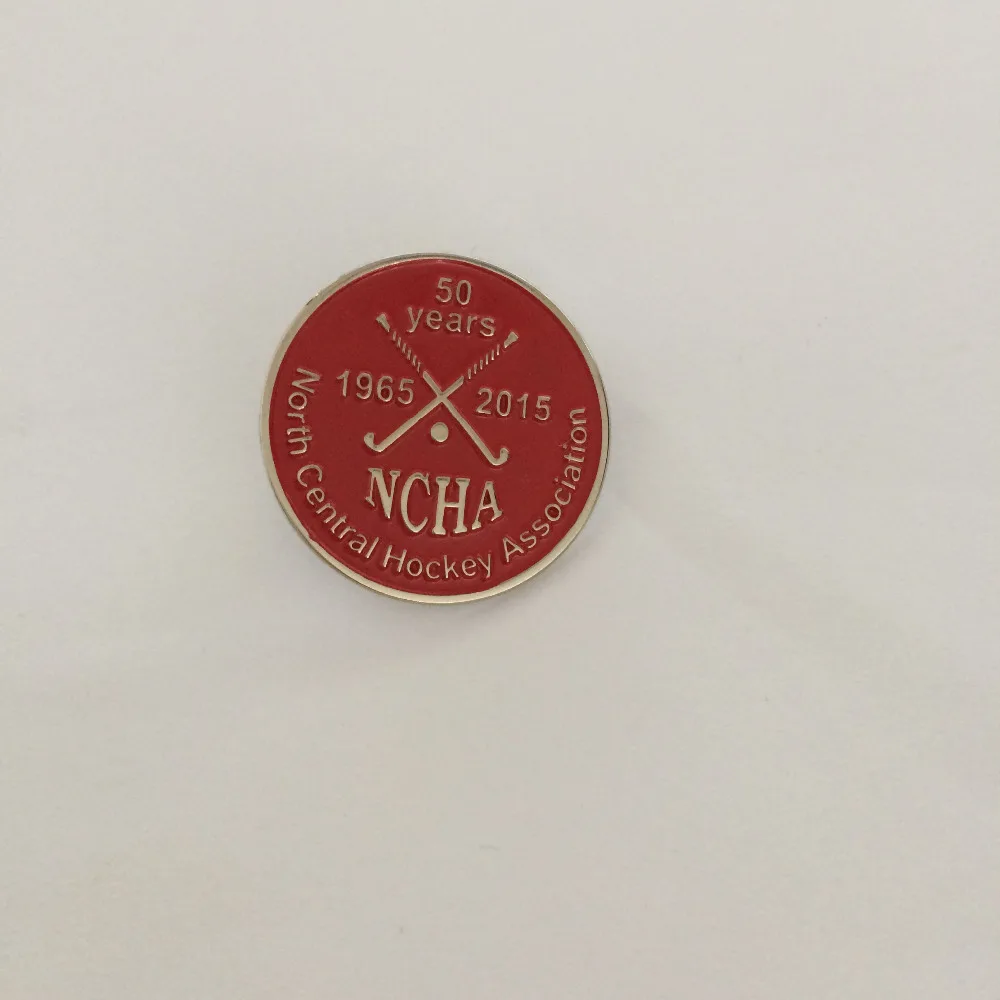 50
years
1965 2015
NCHA
North Central Hockey Association